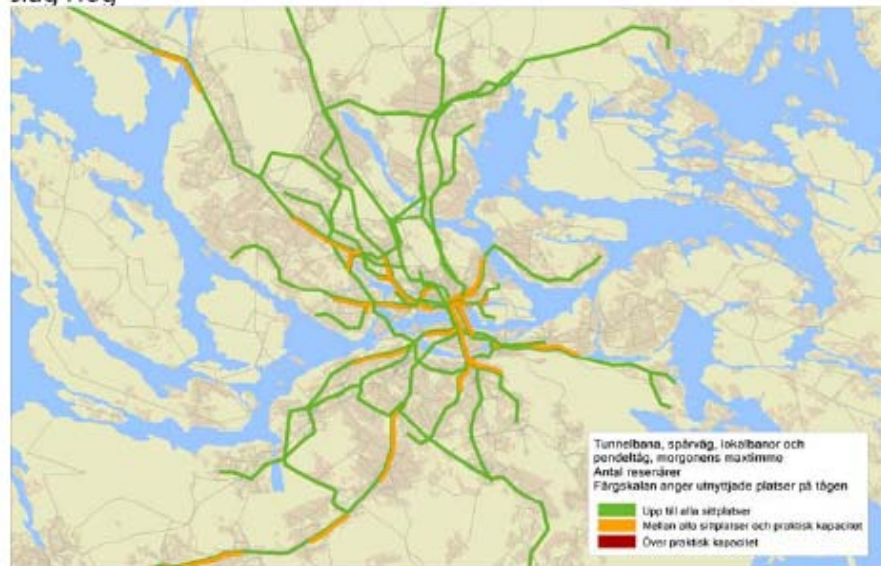 Tunnelbana, spårväg, lokalbanor och
pendeltåg, morgonens maxtimme
Antal resenärer
Färgskalan anger utnyttjade platser på tågen
Upp till alla sittplatser
Mellan alla sittplatser och praktisk kapacitet
Över praktisk kapacitet